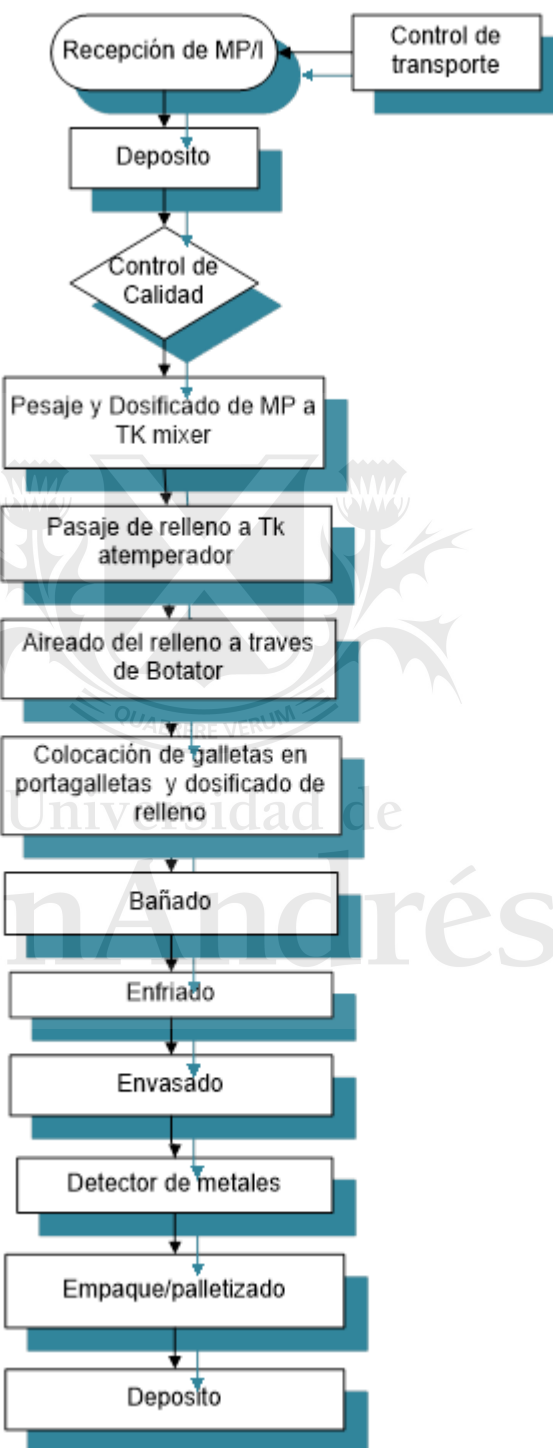 Recepción de MP/I
Control de
transporte
Deposito
Control de
Calidad
Pesaje y Dosificado de MP a
TK mixer
Pasaje de relleno a Tk
atemperador
Aireado del relleno a traves
de Botator
QUAERERE VERUM
Colocación de galletas en
portagalletas y dosificado de
relleno
Universidad de
nAndrés
Bañado
Enfriado
Envasado
Detector de metales
Empaque/palletizado
Deposito